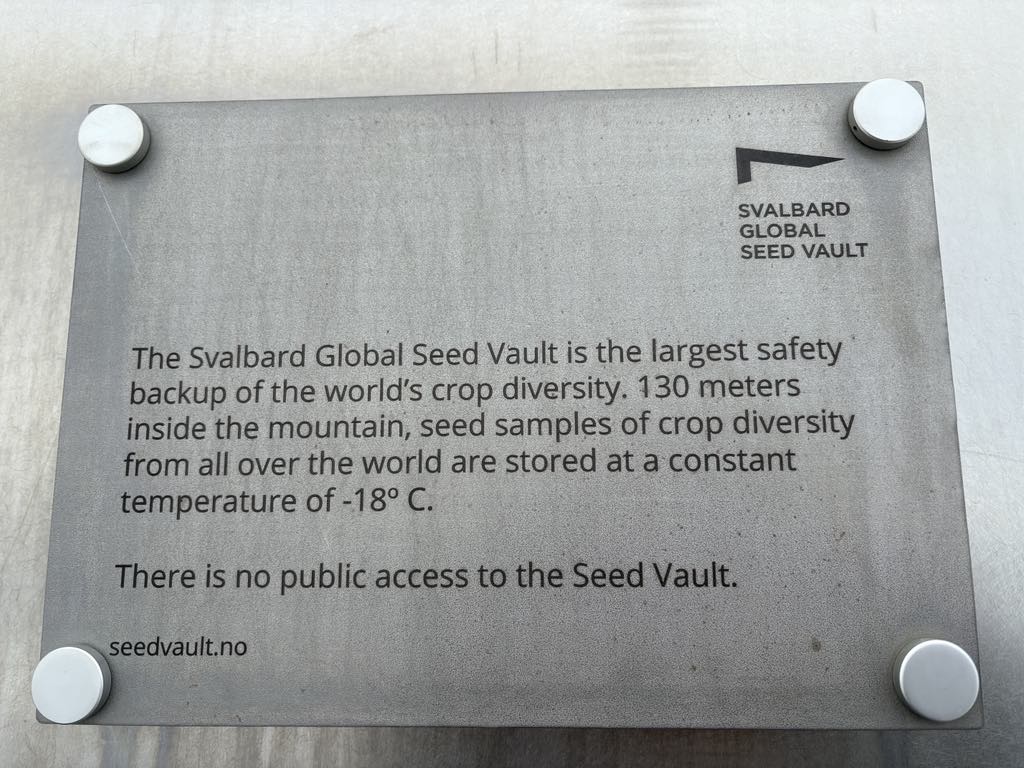 SVALBARD
GLOBAL
SEED VAULT
The Svalbard Global Seed Vault is the largest safety
backup of the world’s crop diversity. 130 meters
inside the mountain, seed samples of crop diversity
from all over the world are stored at a constant
temperature of -18º C.
There is no public access to the Seed Vault.
seedvault.no